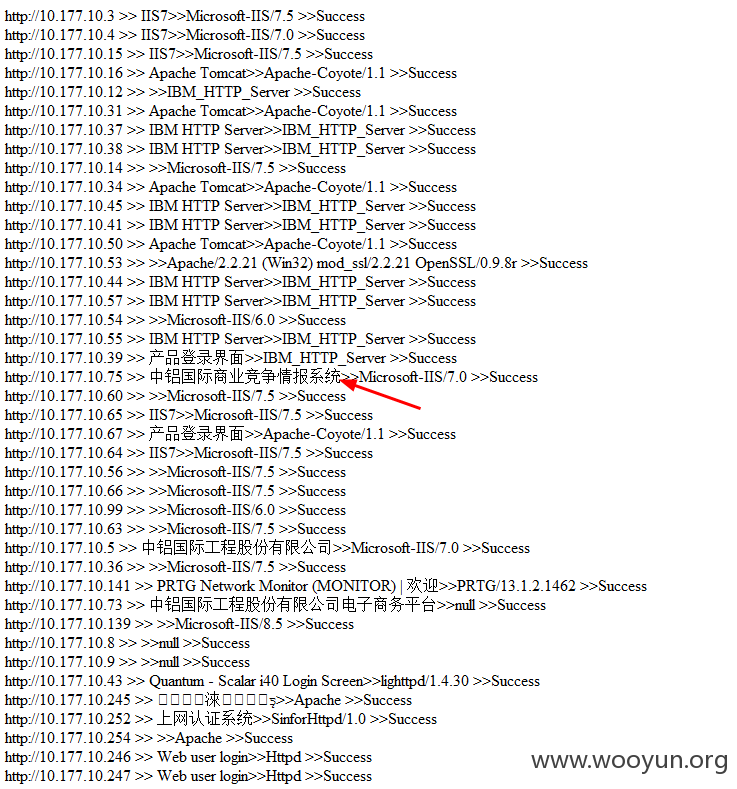 http://10.177.10.3 >> IIS7>>Microsoft-IIS/7.5 >>Success
http://10.177.10.4 >> IIS7>>Microsoft-IIS/7.0 >>Success
http://10.177.10.15 >> IIS7>>Microsoft-IIS/7.5 >>Success
http://10.177.10.16 >> Apache Tomcat>>Apache-Coyote/1.1 >>Success
http://10.177.10.12 >> >>IBM_HTTP_Server >>Success
http://10.177.10.31 >> Apache Tomcat>>Apache-Coyote/1.1 >>Success
http://10.177.10.37 >> IBM HTTP Server>>IBM_HTTP_Server >>Success
http://10.177.10.38 >> IBM HTTP Server>>IBM_HTTP_Server >>Success
http://10.177.10.14 >> >>Microsoft-IIS/7.5 >>Success
http://10.177.10.34 >> Apache Tomcat>>Apache-Coyote/1.1 >>Success
http://10.177.10.45 >> IBM HTTP Server>>IBM_HTTP_Server >>Success
http://10.177.10.41 >> IBM HTTP Server>>IBM_HTTP_Server >>Success
http://10.177.10.50 >> Apache Tomcat>>Apache-Coyote/1.1 >>Success
http://10.177.10.53 >> >>Apache/2.2.21 (Win32) mod_ssl/2.2.21 OpenSSL/0.9.8r >>Success
http://10.177.10.44 >> IBM HTTP Server>>IBM_HTTP_Server >>Success
http://10.177.10.57 >> IBM HTTP Server>>IBM_HTTP_Server >>Success
http://10.177.10.54 >> >>Microsoft-IIS/6.0 >>Success
http://10.177.10.55 >> IBM HTTP Server>>IBM_HTTP_Server >>Success
http://10.177.10.39 >> 产品登录界面>>IBM_HTTP_Server >>Success
http://10.177.10.75 >> 中铝国际商业竞争情报系统>>Microsoft-IIS/7.0 >>Success
http://10.177.10.60 >> >>Microsoft-IIS/7.5 >>Success
http://10.177.10.65 >> IIS7>>Microsoft-IIS/7.5 >>Success
http://10.177.10.67 >> 产品登录界面>>Apache-Coyote/1.1 >>Success
http://10.177.10.64 >> IIS7>>Microsoft-IIS/7.5 >>Success
http://10.177.10.56 >> >>Microsoft-IIS/7.5 >>Success
http://10.177.10.66 >> >>Microsoft-IIS/7.5 >>Success
http://10.177.10.99 >> >>Microsoft-IIS/6.0 >>Success
http://10.177.10.63 >> >>Microsoft-IIS/7.5 >>Success
http://10.177.10.5 >> 中铝国际工程股份有限公司>>Microsoft-IIS/7.0 >>Success
http://10.177.10.36 >> >>Microsoft-IIS/7.5 >>Success
http://10.177.10.141 >> PRTG Network Monitor (MONITOR) | 欢迎>>PRTG/13.1.2.1462 >>Success
http://10.177.10.73 >> 中铝国际工程股份有限公司电子商务平台>>null >>Success
http://10.177.10.139 >> >>Microsoft-IIS/8.5 >>Success
http://10.177.10.8 >> >>null >>Success
http://10.177.10.9 >> >>null >>Success
http://10.177.10.43 >> Quantum - Scalar i40 Login Screen>>lighttpd/1.4.30 >>Success
http://10.177.10.245 >> >>Apache >>Success
http://10.177.10.252 >> 上网认证系统>>SinforHttpd/1.0 >>Success
http://10.177.10.254 >> >>Apache >>Success
http://10.177.10.246 >> Web user login>>Httpd >>Success
http://10.177.10.247 >> Web user login>>Httpd >>Success
www.wooyun.org